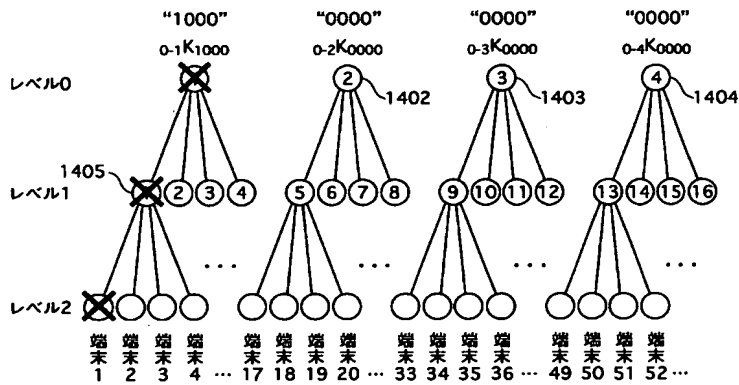 “1000” “0000” “0000” “0000”
0-1K1000 0-2K0000 0-3K0000 0-4K0000
レベル0 2 3 4
1402 1403 1404
1405
レベル1 2 3 4 5 6 7 8 9 10 11 12 13 14 15 16
... ... ... ...
レベル2
端末1 端末2 端末3 端末4 ... 端末17 端末18 端末19 端末20 ... 端末33 端末34 端末35 端末36 ... 端末49 端末50 端末51 端末52 ...